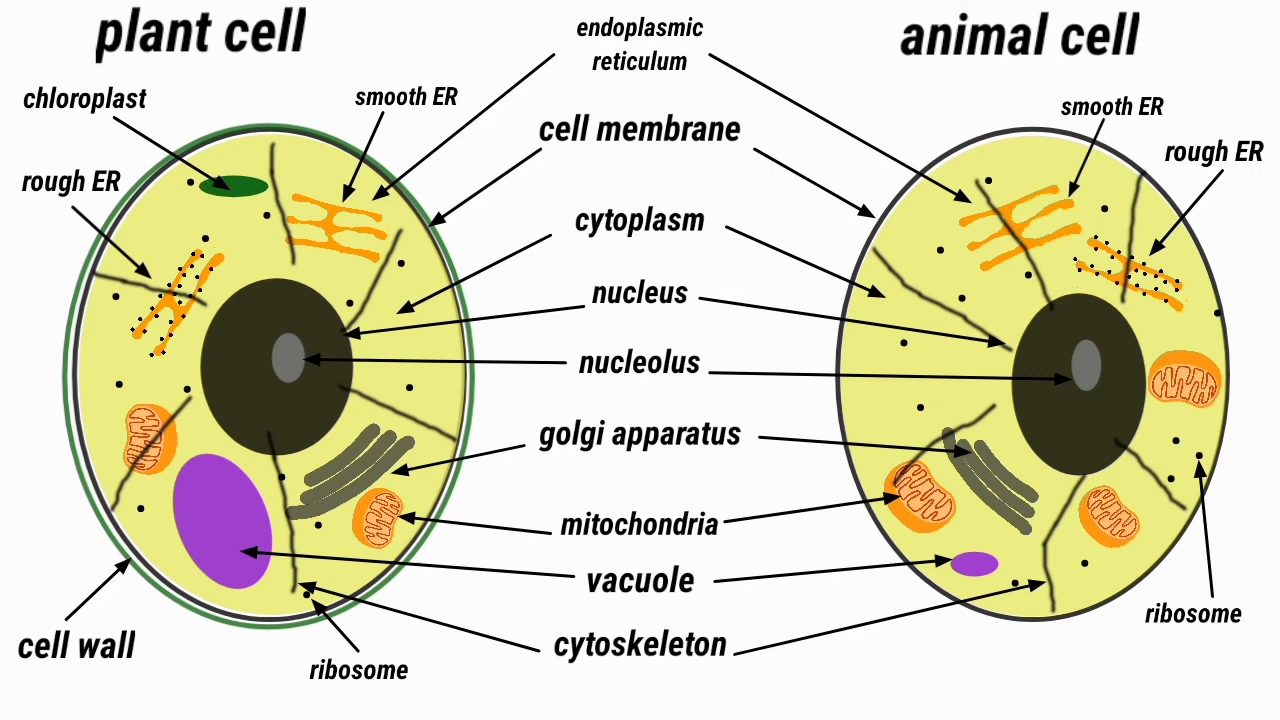 plant cell
animal cell
endoplasmic
reticulum
chloroplast
smooth ER
rough ER
cell membrane
smooth ER
rough ER
cytoplasm
nucleus
nucleolus
golgi apparatus
mitochondria
vacuole
cytoskeleton
cell wall
ribosome
ribosome